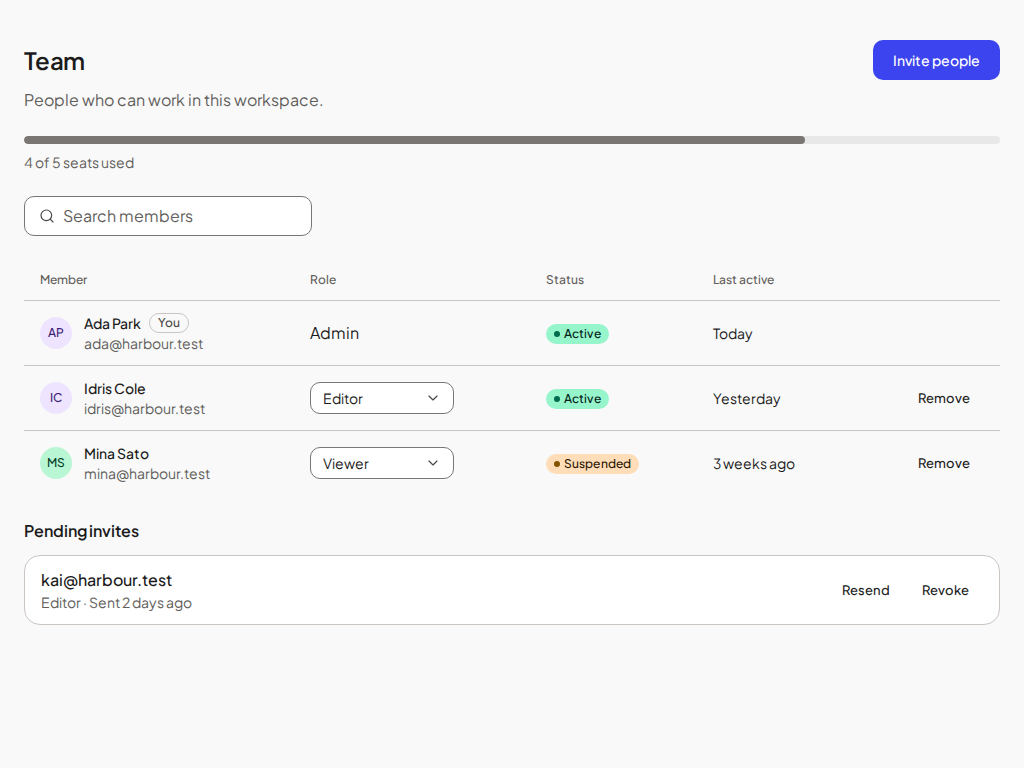 Team
Invite people
People who can work in this workspace.
4 of 5 seats used
Search members
Member Role Status Last active
AP Ada Park You Admin Active Today
ada@harbour.test
IC Idris Cole Editor Active Yesterday Remove
idris@harbour.test
MS Mina Sato Viewer Suspended 3 weeks ago Remove
mina@harbour.test
Pending invites
kai@harbour.test
Editor · Sent 2 days ago
Resend Revoke